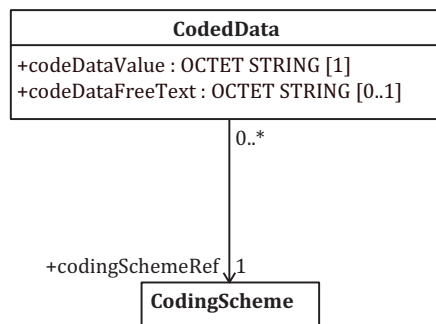 CodedData
+codeDataValue : OCTET STRING [1]
+codeDataFreeText : OCTET STRING [0..1]
0..*
+codingSchemeRef 1
CodingScheme